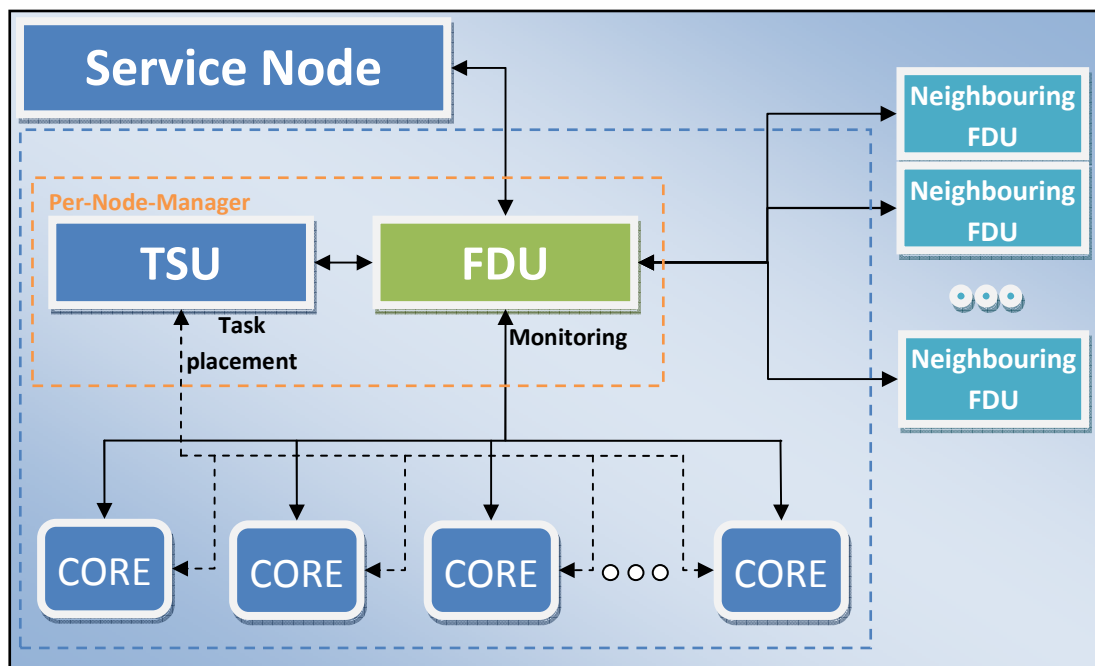 Service Node
Neighbouring
FDU
Neighbouring
FDU
Per-Node-Manager
TSU
FDU
Task
placement
Monitoring
Neighbouring
FDU
CORE
CORE
CORE
CORE